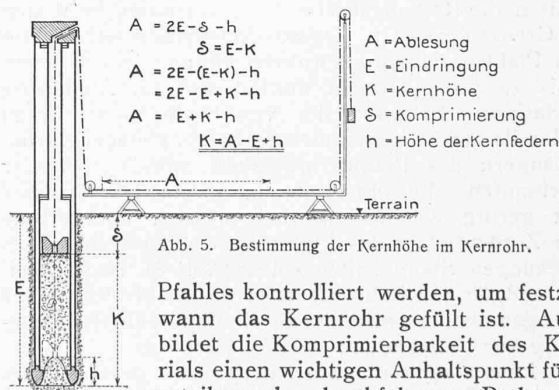 A = 2E-δ-h
δ = E-K
A = 2E-(E-K)-h
= 2E-E+K-h
A = E+K-h
K=A-E+h
A = Ablesung
E = Eindringung
K = Kernhöhe
δ = Komprimierung
h = Höhe der Kernfedern
A
Terrain
δ
E
K
h
Abb. 5. Bestimmung der Kernhöhe im Kernrohr.
Pfahles kontrolliert werden, um festz
wann das Kernrohr gefüllt ist. Au
bildet die Komprimierbarkeit des K
rials einen wichtigen Anhaltspunkt fü